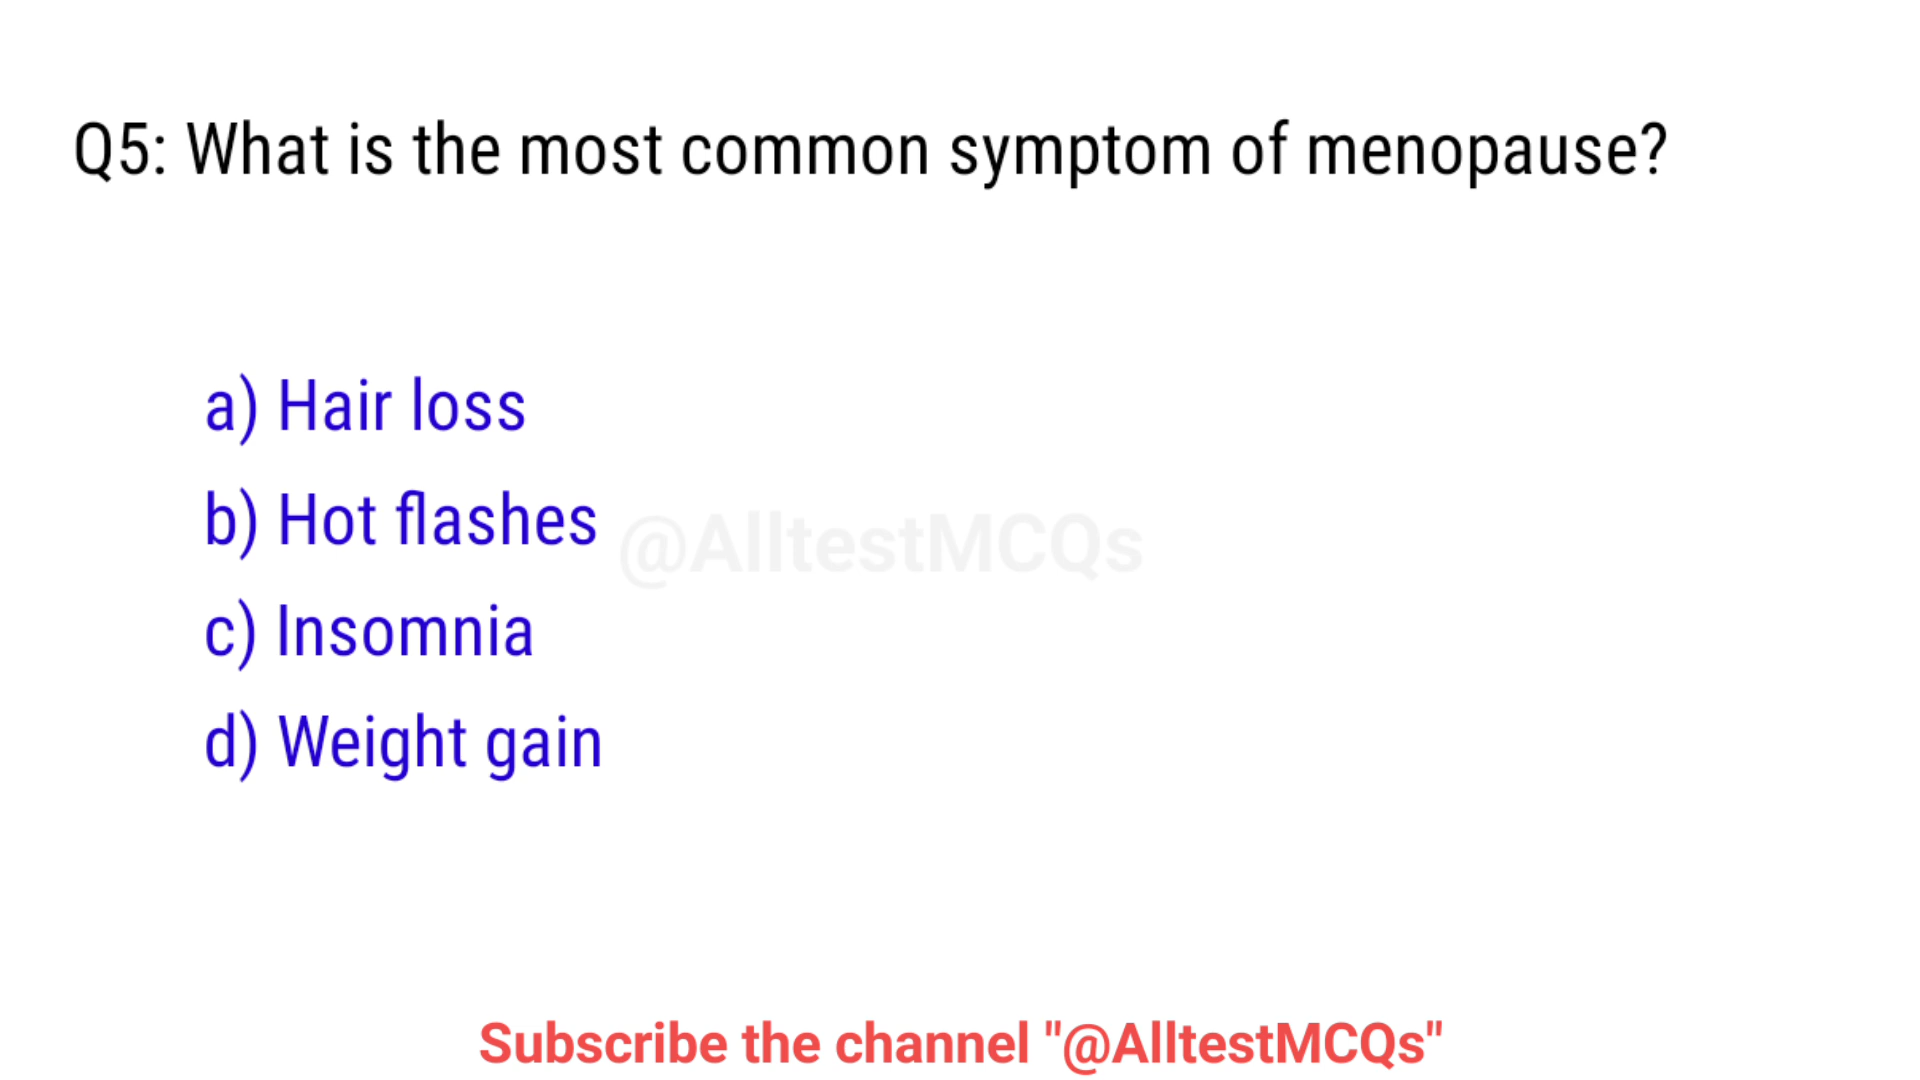 Q5: What is the most common symptom of menopause?
a) Hair loss
b) Hot flashes
@AlltestMCQs
c) Insomnia
d) Weight gain
Subscribe the channel "@AlltestMCQs"